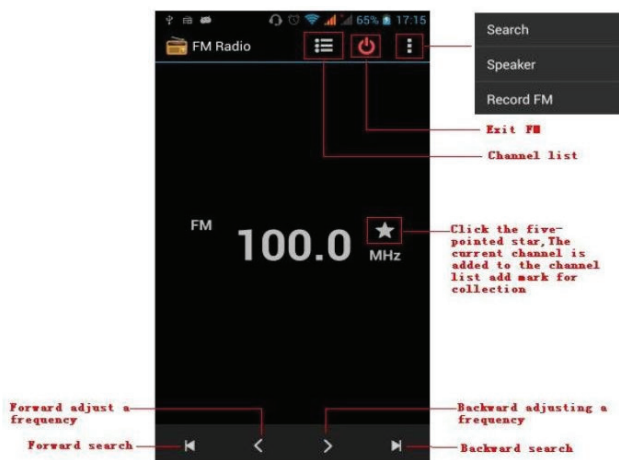 65% 17:15
FM Radio
Search
Speaker
Record FM
Exit FM
Channel list
FM
100.0
MHz
Click the five-
pointed star,The
current channel is
added to the channel
list add mark for
collection
Forward adjust a
frequency
Backward adjusting a
frequency
Forward search
Backward search